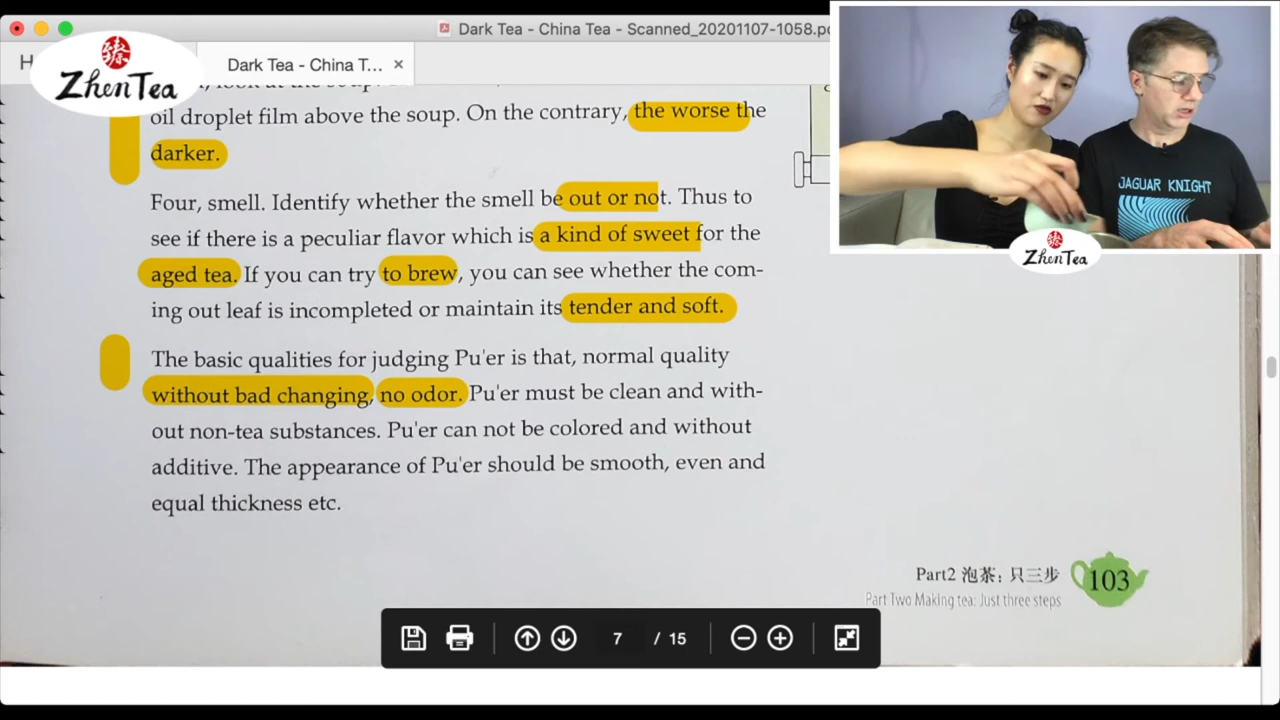 Dark Tea - China Tea - Scanned_20201107-1058.p
H
Dark Tea - China T... ×
臻
ZhenTea
JAGUAR KNIGHT
臻
ZhenTea
oil droplet film above the soup. On the contrary, the worse the
darker.
Four, smell. Identify whether the smell be out or not. Thus to
see if there is a peculiar flavor which is a kind of sweet for the
aged tea. If you can try to brew, you can see whether the com-
ing out leaf is incompleted or maintain its tender and soft.
The basic qualities for judging Pu'er is that, normal quality
without bad changing, no odor. Pu'er must be clean and with-
out non-tea substances. Pu'er can not be colored and without
additive. The appearance of Pu'er should be smooth, even and
equal thickness etc.
Part2 泡茶：只三步
103
Part Two Making tea: Just three steps
7 / 15